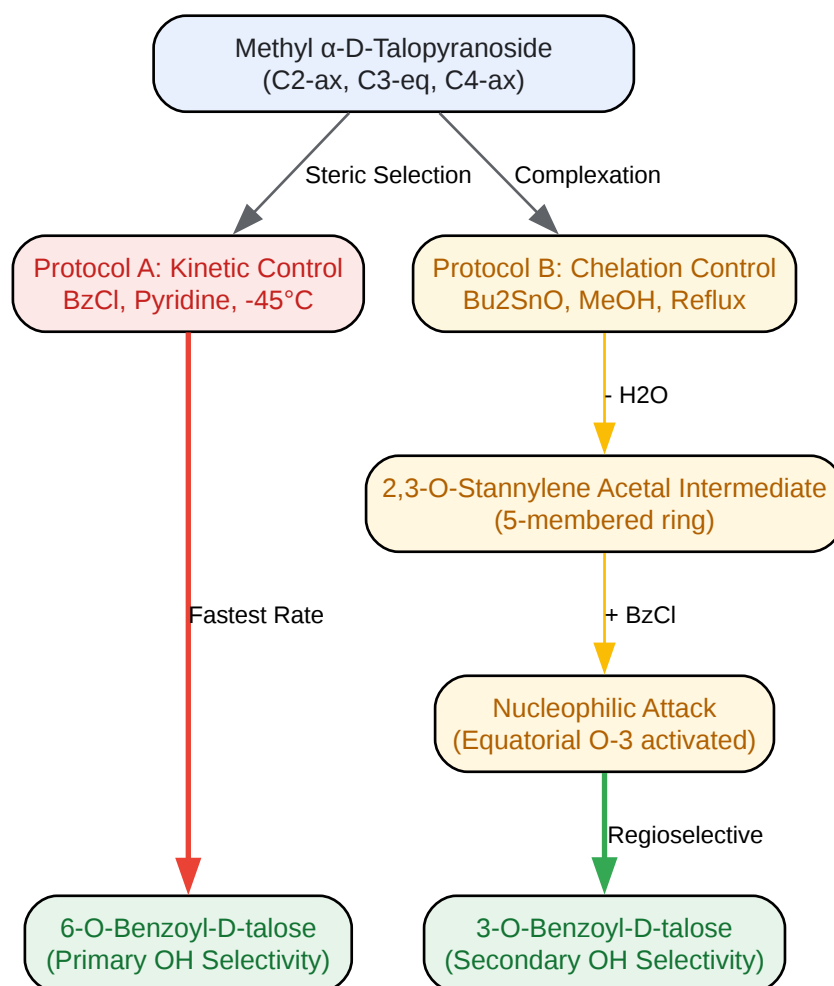 Methyl α-D-Talopyranoside
(C2-ax, C3-eq, C4-ax)
Steric Selection
Complexation
Protocol A: Kinetic Control
BzCl, Pyridine, -45°C
Protocol B: Chelation Control
Bu2SnO, MeOH, Reflux
- H2O
2,3-O-Stannylene Acetal Intermediate
(5-membered ring)
Fastest Rate
+ BzCl
Nucleophilic Attack
(Equatorial O-3 activated)
Regioselective
6-O-Benzoyl-D-talose
(Primary OH Selectivity)
3-O-Benzoyl-D-talose
(Secondary OH Selectivity)